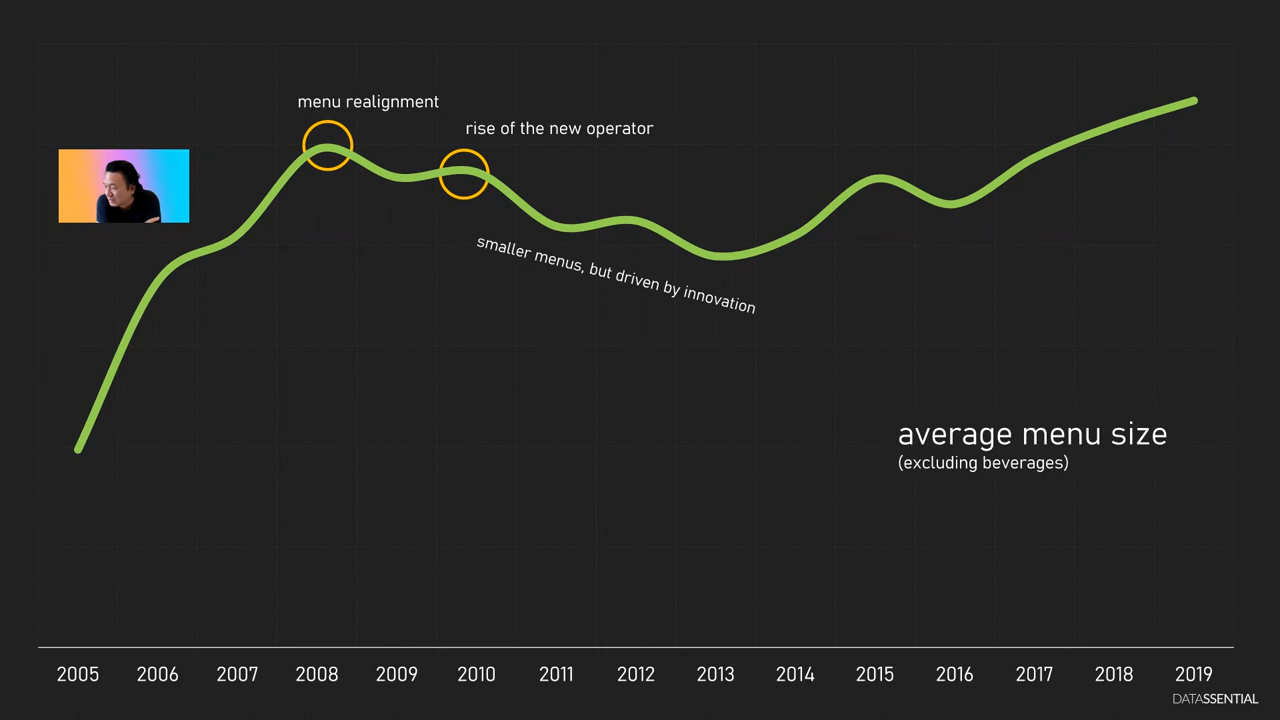 menu realignment
rise of the new operator
smaller menus, but driven by innovation
average menu size
(excluding beverages)
2005 2006 2007 2008 2009 2010 2011 2012 2013 2014 2015 2016 2017 2018 2019
DATASSENTIAL